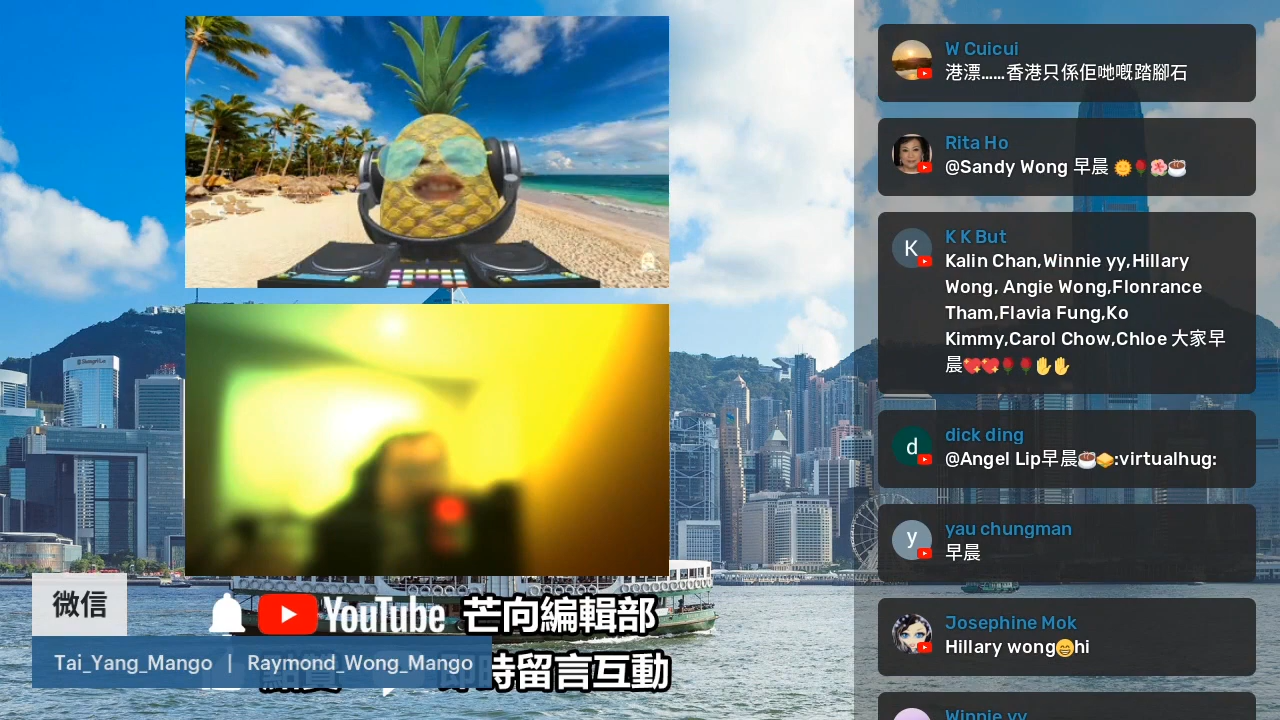 W Cuicui
港漂......香港只係佢哋嘅踏腳石
Rita Ho
@Sandy Wong 早晨 🌞🌹🌺☕
K
K K But
Kalin Chan,Winnie yy,Hillary
Wong, Angie Wong,Flonrance
Tham,Flavia Fung,Ko
Kimmy,Carol Chow,Chloe 大家早
晨💖💖🌹🌹✋✋
d
dick ding
@Angel Lip早晨☕🧇:virtualhug:
y
yau chungman
早晨
Josephine Mok
Hillary wong😁hi
Winnie yy
微信
YouTube 芒向編輯部
Tai_Yang_Mango | Raymond_Wong_Mango
即時留言互動